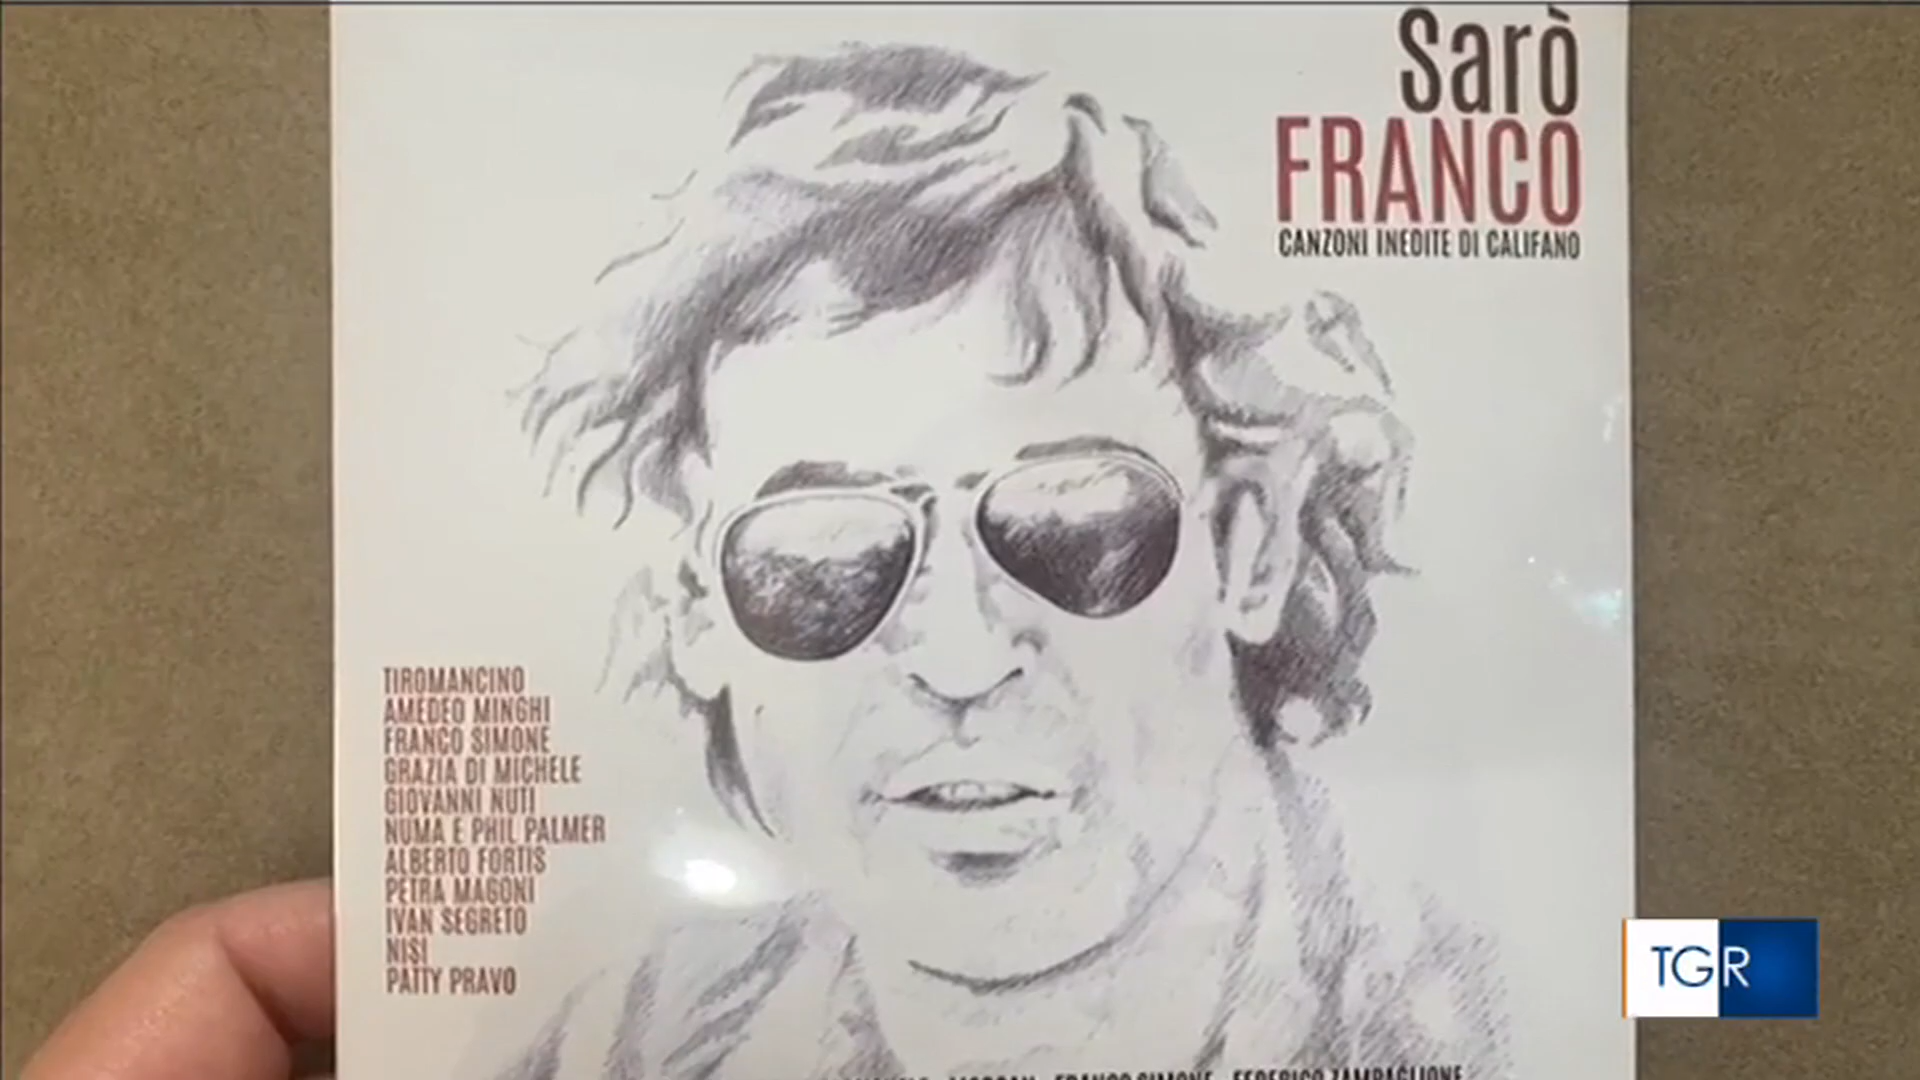 Sarò
FRANCO
CANZONI INEDITE DI CALIFANO
TIROMANCINO
AMEDEO MINGHI
FRANCO SIMONE
GRAZIA DI MICHELE
GIOVANNI NUTI
NUMA E PHIL PALMER
ALBERTO FORTIS
PETRA MAGONI
IVAN SEGRETO
NISI
PATTY PRAVO
MORGAN - FRANCO SIMONE - FEDERICO ZAMPAGLIONE
TGR